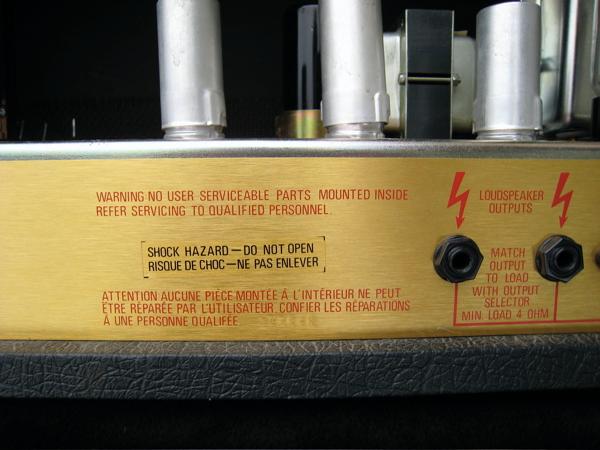 WARNING NO USER SERVICEABLE PARTS MOUNTED INSIDE
REFER SERVICING TO QUALIFIED PERSONNEL.
SHOCK HAZARD—DO NOT OPEN
RISQUE DE CHOC—NE PAS ENLEVER
ATTENTION AUCUNE PIÈCE MONTÉE À L'INTÉRIEUR NE PEUT
ÊTRE RÉPARÉE PAR L'UTILISATEUR. CONFIER LES RÉPARATIONS
À UNE PERSONNE QUALIFÉE
LOUDSPEAKER
OUTPUTS
MATCH
OUTPUT
TO LOAD
WITH OUTPUT
SELECTOR
MIN. LOAD 4 OHM